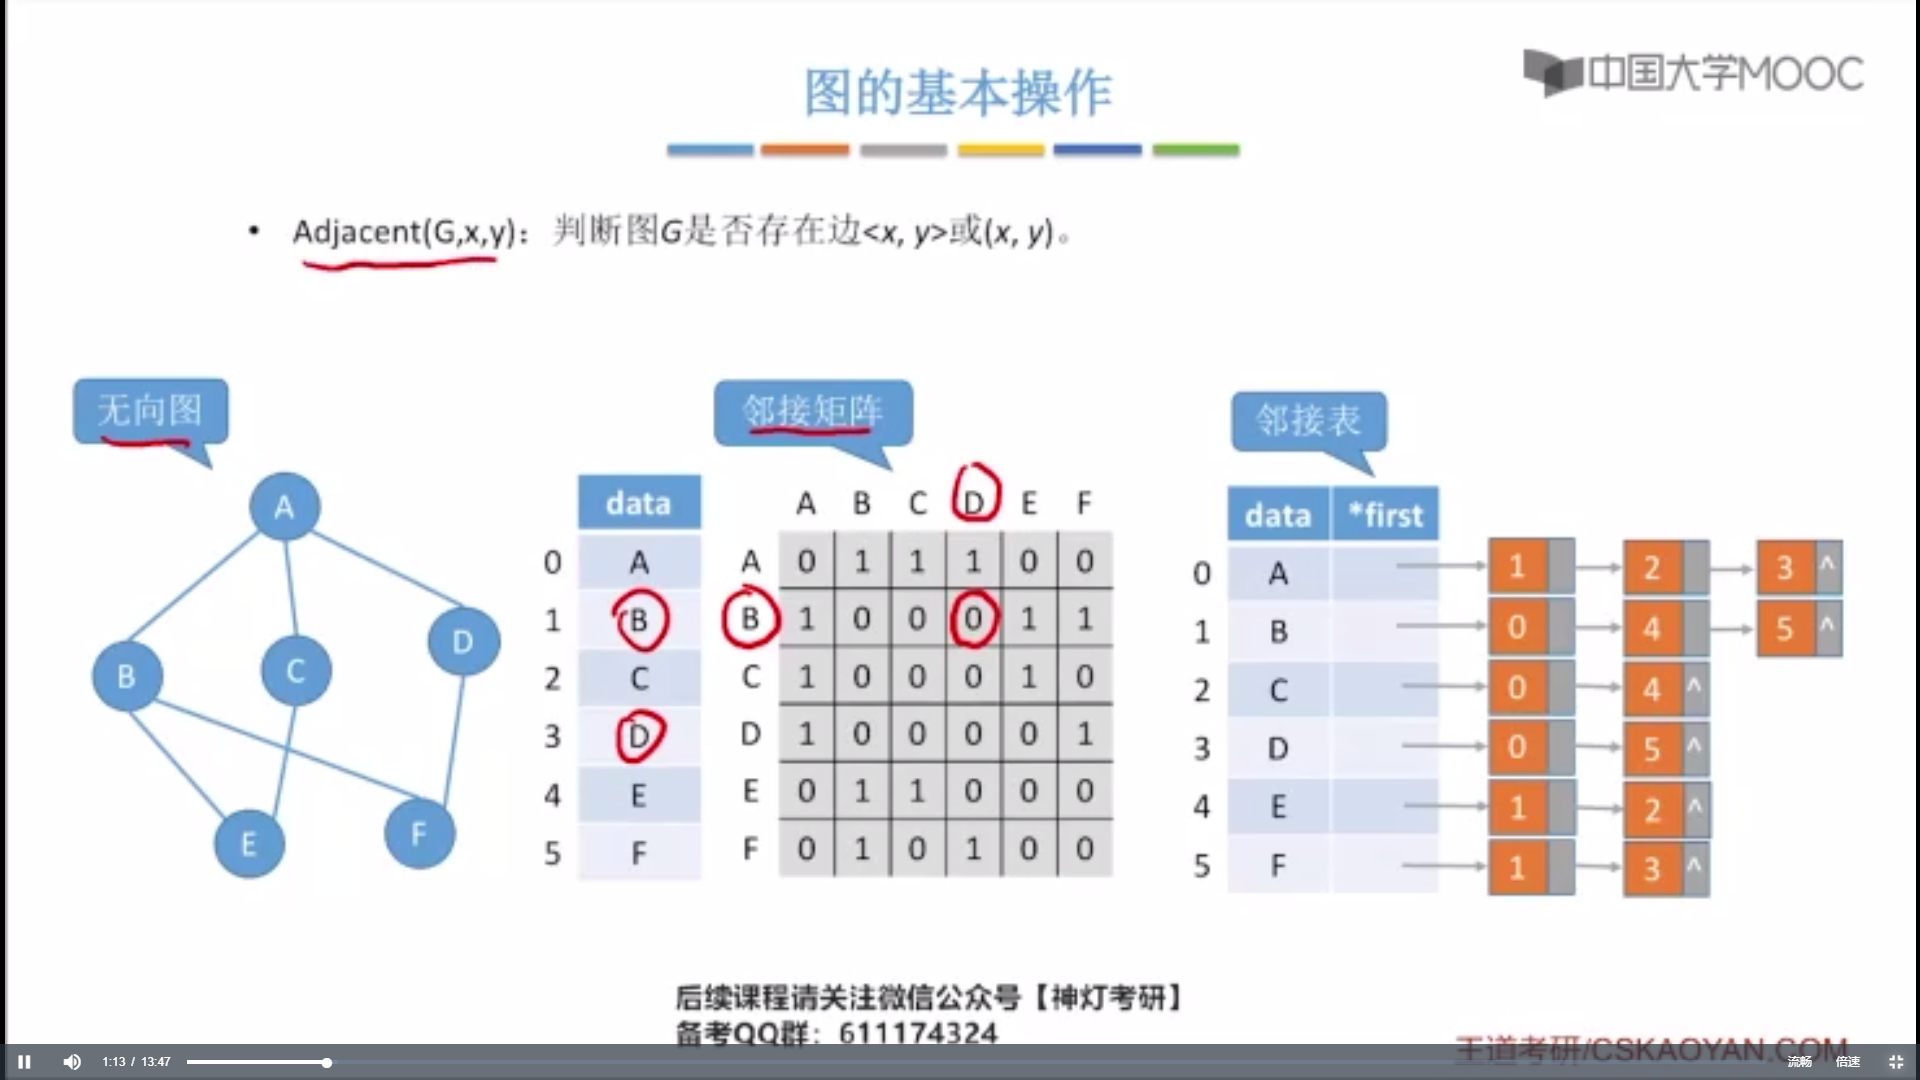 中国大学MOOC
图的基本操作
• Adjacent(G,x,y)：判断图G是否存在边<x, y>或(x, y)。
无向图
A
B
C
D
E
F
邻接矩阵
data
0 A
1 B
2 C
3 D
4 E
5 F
A B C D E F
A 0 1 1 1 0 0
B 1 0 0 0 1 1
C 1 0 0 0 1 0
D 1 0 0 0 0 1
E 0 1 1 0 0 0
F 0 1 0 1 0 0
邻接表
data *first
0 A 1 2 3 ^
1 B 0 4 5 ^
2 C 0 4 ^
3 D 0 5 ^
4 E 1 2 ^
5 F 1 3 ^
后续课程请关注微信公众号【神灯考研】
备考QQ群：611174324
王道考研/CSKAOYAN.COM
1:13 / 13:47
流畅 倍速